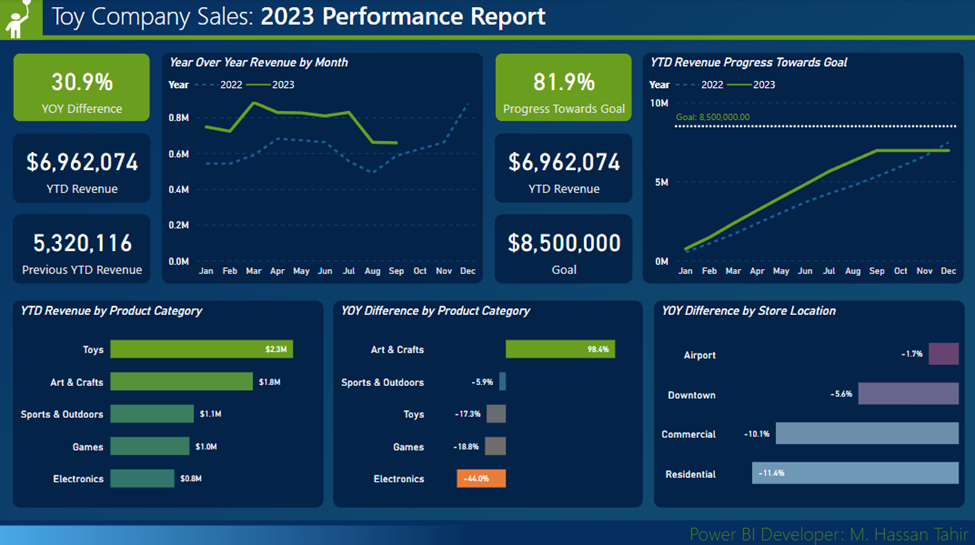 Toy Company Sales: 2023 Performance Report
30.9%
YOY Difference
$6,962,074
YTD Revenue
5,320,116
Previous YTD Revenue
Year Over Year Revenue by Month
Year 2022 2023
0.8M
0.6M
0.4M
0.2M
0.0M
Jan Feb Mar Apr May Jun Jul Aug Sep Oct Nov Dec
81.9%
Progress Towards Goal
$6,962,074
YTD Revenue
$8,500,000
Goal
YTD Revenue Progress Towards Goal
Year 2022 2023
10M
Goal: 8,500,000.00
5M
0M
Jan Feb Mar Apr May Jun Jul Aug Sep Oct Nov Dec
YTD Revenue by Product Category
Toys $2.3M
Art & Crafts $1.8M
Sports & Outdoors $1.1M
Games $1.0M
Electronics $0.8M
YOY Difference by Product Category
Art & Crafts 98.4%
Sports & Outdoors -5.9%
Toys -17.3%
Games -18.8%
Electronics -44.0%
YOY Difference by Store Location
Airport -1.7%
Downtown -5.6%
Commercial -10.1%
Residential -11.4%
Power BI Developer: M. Hassan Tahir